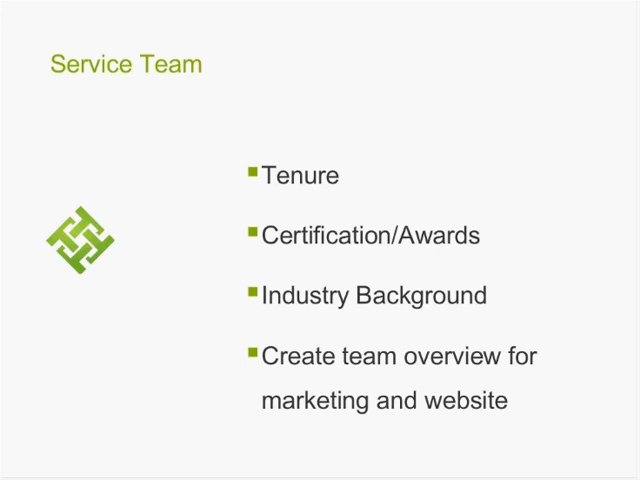 Service Team
Tenure
Certification/Awards
Industry Background
Create team overview for
marketing and website